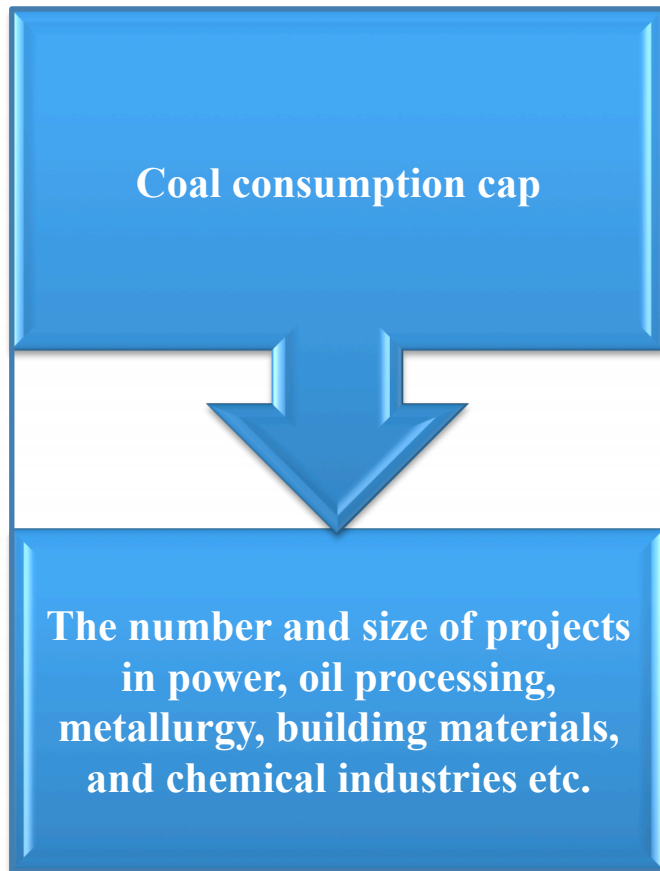 Coal consumption cap
The number and size of projects
in power, oil processing,
metallurgy, building materials,
and chemical industries etc.